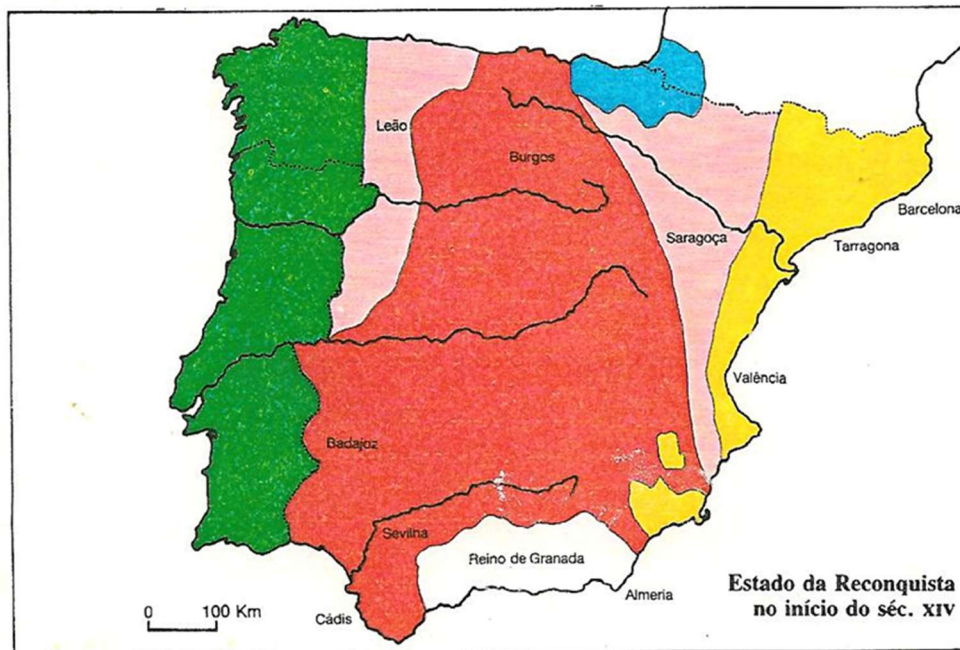 Leão
Burgos
Barcelona
Saragoça
Tarragona
Valência
Badajoz
Sevilha
Reino de Granada
Almeria
Cádis
0 100 Km
Estado da Reconquista
no início do séc. XIV